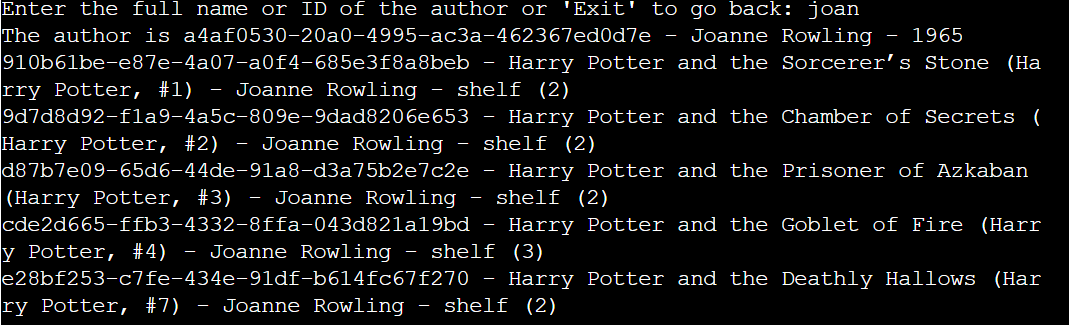 Enter the full name or ID of the author or 'Exit' to go back: joan
The author is a4af0530-20a0-4995-ac3a-462367ed0d7e - Joanne Rowling - 1965
910b61be-e87e-4a07-a0f4-685e3f8a8beb - Harry Potter and the Sorcerer’s Stone (Ha
rry Potter, #1) - Joanne Rowling - shelf (2)
9d7d8d92-f1a9-4a5c-809e-9dad8206e653 - Harry Potter and the Chamber of Secrets (
Harry Potter, #2) - Joanne Rowling - shelf (2)
d87b7e09-65d6-44de-91a8-d3a75b2e7c2e - Harry Potter and the Prisoner of Azkaban
(Harry Potter, #3) - Joanne Rowling - shelf (2)
cde2d665-ffb3-4332-8ffa-043d821a19bd - Harry Potter and the Goblet of Fire (Harr
y Potter, #4) - Joanne Rowling - shelf (3)
e28bf253-c7fe-434e-91df-b614fc67f270 - Harry Potter and the Deathly Hallows (Har
ry Potter, #7) - Joanne Rowling - shelf (2)